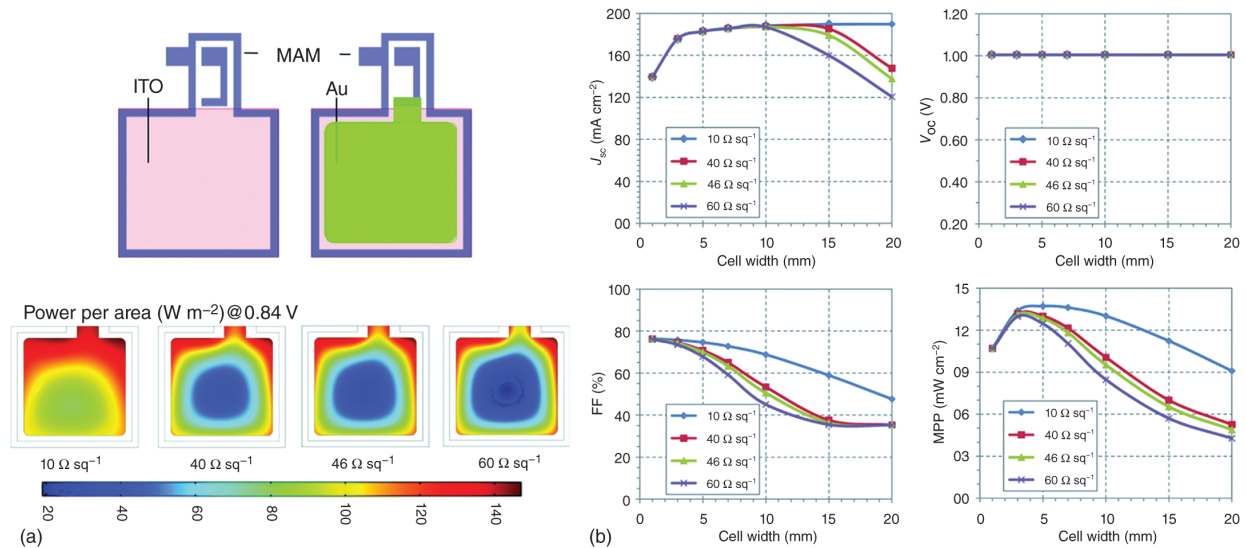 MAM
ITO
Au
Power per area (W m⁻²)@0.84 V
10 Ω sq⁻¹
40 Ω sq⁻¹
46 Ω sq⁻¹
60 Ω sq⁻¹
20
40
60
80
100
120
140
(a)
200
160
120
80
40
00
J_sc (mA cm⁻²)
10 Ω sq⁻¹
40 Ω sq⁻¹
46 Ω sq⁻¹
60 Ω sq⁻¹
0
5
10
15
20
Cell width (mm)
1.20
1.00
0.80
0.60
0.40
0.20
V_OC (V)
10 Ω sq⁻¹
40 Ω sq⁻¹
46 Ω sq⁻¹
60 Ω sq⁻¹
0
5
10
15
20
Cell width (mm)
100
80
60
40
20
0
FF (%)
10 Ω sq⁻¹
40 Ω sq⁻¹
46 Ω sq⁻¹
60 Ω sq⁻¹
0
5
10
15
20
Cell width (mm)
15
12
09
06
03
00
MPP (mW cm⁻²)
10 Ω sq⁻¹
40 Ω sq⁻¹
46 Ω sq⁻¹
60 Ω sq⁻¹
0
5
10
15
20
Cell width (mm)
(b)